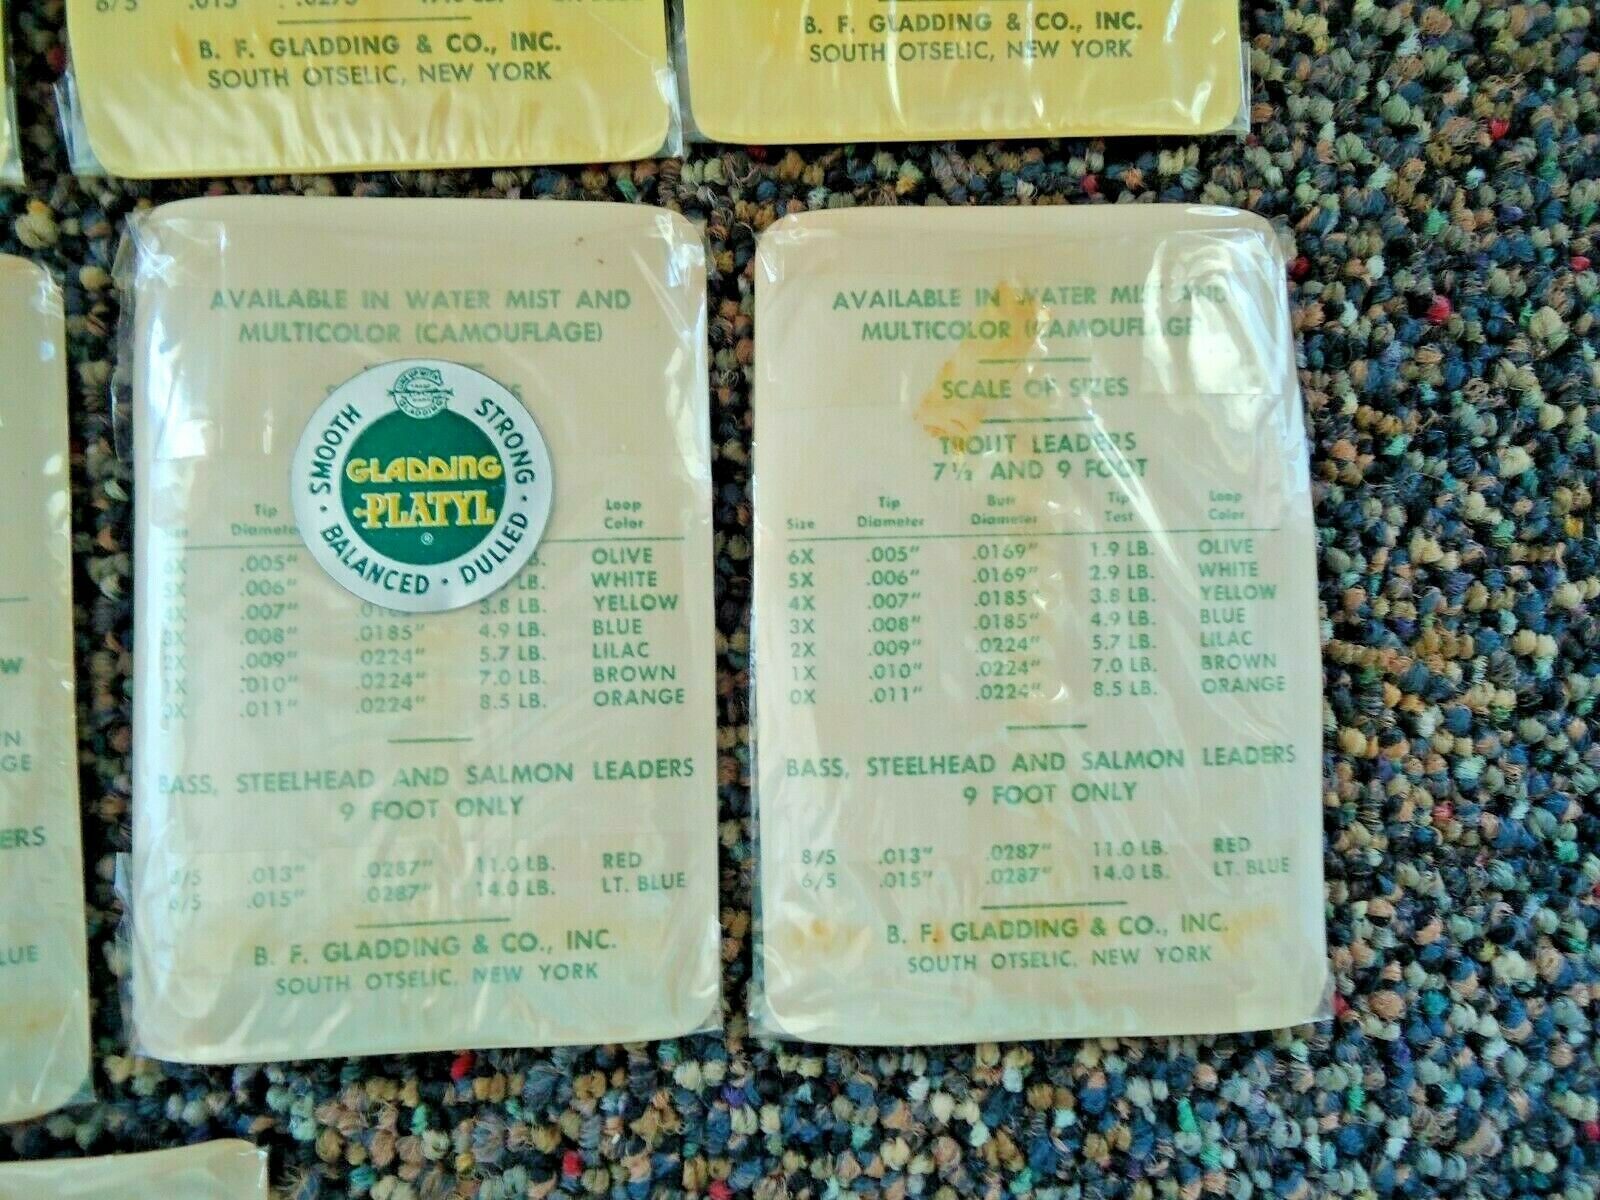 8/5 .013" .0295" 17.0 LB.
B. F. GLADDING & CO., INC.
SOUTH OTSELIC, NEW YORK
B. F. GLADDING & CO., INC.
SOUTH OTSELIC, NEW YORK
AVAILABLE IN WATER MIST AND
MULTICOLOR (CAMOUFLAGE)
LINE UP WITH
GLADDING
SMOOTH · STRONG · DULLED · BALANCED ·
GLADDING
PLATYL
®
Tip Diameter Loop Color
6X .005" OLIVE
5X .006" WHITE
4X .007" 3.8 LB. YELLOW
3X .008" .0185" 4.9 LB. BLUE
2X .009" .0224" 5.7 LB. LILAC
1X .010" .0224" 7.0 LB. BROWN
0X .011" .0224" 8.5 LB. ORANGE
BASS, STEELHEAD AND SALMON LEADERS
9 FOOT ONLY
8/5 .013" .0287" 11.0 LB. RED
6/5 .015" .0287" 14.0 LB. LT. BLUE
B. F. GLADDING & CO., INC.
SOUTH OTSELIC, NEW YORK
AVAILABLE IN WATER MIST AND
MULTICOLOR (CAMOUFLAGE)
SCALE OF SIZES
TROUT LEADERS
7½ AND 9 FOOT
Size Tip Diameter Butt Diameter Tip Test Loop Color
6X .005" .0169" 1.9 LB. OLIVE
5X .006" .0169" 2.9 LB. WHITE
4X .007" .0185" 3.8 LB. YELLOW
3X .008" .0185" 4.9 LB. BLUE
2X .009" .0224" 5.7 LB. LILAC
1X .010" .0224" 7.0 LB. BROWN
0X .011" .0224" 8.5 LB. ORANGE
BASS, STEELHEAD AND SALMON LEADERS
9 FOOT ONLY
8/5 .013" .0287" 11.0 LB. RED
6/5 .015" .0287" 14.0 LB. LT. BLUE
B. F. GLADDING & CO., INC.
SOUTH OTSELIC, NEW YORK